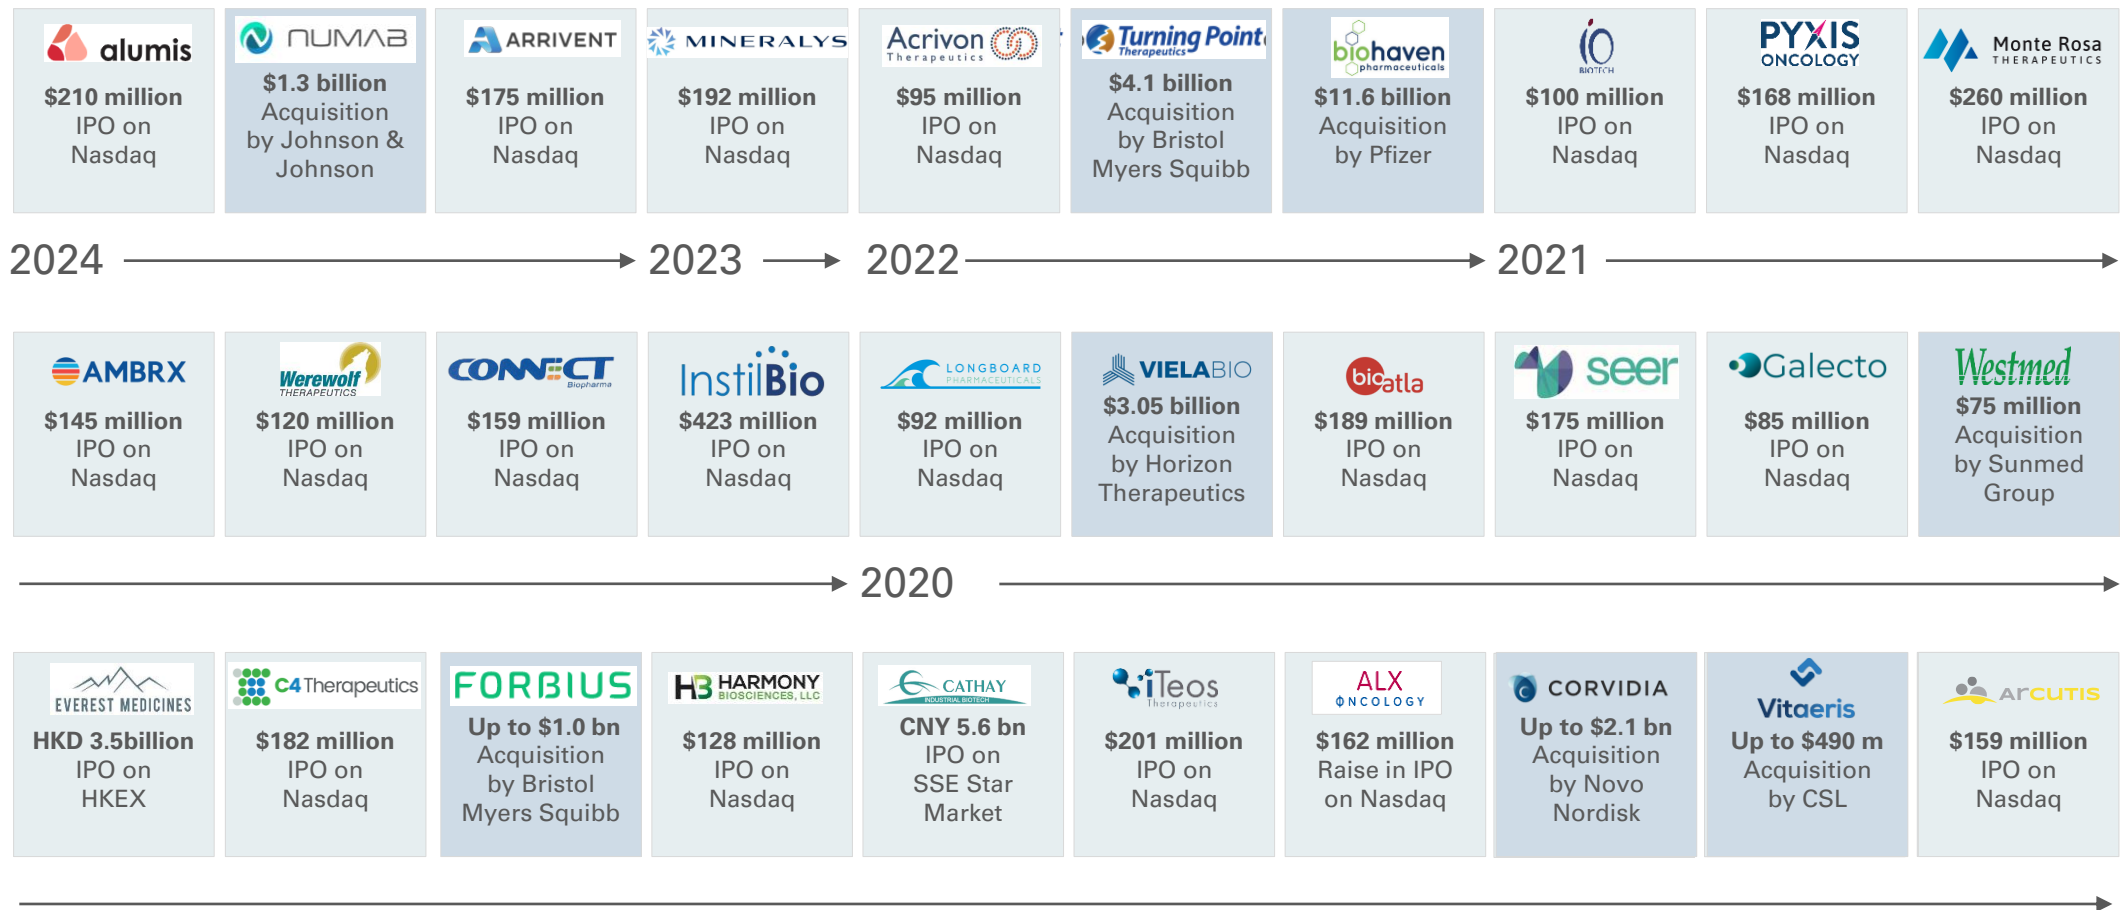 alumis
$210 million
IPO on
Nasdaq
NUMAB
$1.3 billion
Acquisition
by Johnson &
Johnson
ARRIVENT
$175 million
IPO on
Nasdaq
MINERALYS
$192 million
IPO on
Nasdaq
Acrivon
Therapeutics
$95 million
IPO on
Nasdaq
Turning Point
Therapeutics
$4.1 billion
Acquisition
by Bristol
Myers Squibb
biohaven
pharmaceuticals
$11.6 billion
Acquisition
by Pfizer
IO
BIOTECH
$100 million
IPO on
Nasdaq
PYXIS
ONCOLOGY
$168 million
IPO on
Nasdaq
Monte Rosa
THERAPEUTICS
$260 million
IPO on
Nasdaq
2024 2023 2022 2021
AMBRX
$145 million
IPO on
Nasdaq
Werewolf
THERAPEUTICS
$120 million
IPO on
Nasdaq
CONNECT
Biopharma
$159 million
IPO on
Nasdaq
InstilBio
$423 million
IPO on
Nasdaq
LONGBOARD
PHARMACEUTICALS
$92 million
IPO on
Nasdaq
VIELABIO
$3.05 billion
Acquisition
by Horizon
Therapeutics
bioatla
$189 million
IPO on
Nasdaq
seer
$175 million
IPO on
Nasdaq
Galecto
$85 million
IPO on
Nasdaq
Westmed
$75 million
Acquisition
by Sunmed
Group
2020
EVEREST MEDICINES
HKD 3.5billion
IPO on
HKEX
C4 Therapeutics
$182 million
IPO on
Nasdaq
FORBIUS
Up to $1.0 bn
Acquisition
by Bristol
Myers Squibb
HB HARMONY
BIOSCIENCES, LLC
$128 million
IPO on
Nasdaq
CATHAY
INDUSTRIAL BIOTECH
CNY 5.6 bn
IPO on
SSE Star
Market
iTeos
Therapeutics
$201 million
IPO on
Nasdaq
ALX
ONCOLOGY
$162 million
Raise in IPO
on Nasdaq
CORVIDIA
Up to $2.1 bn
Acquisition
by Novo
Nordisk
Vitaeris
Up to $490 m
Acquisition
by CSL
ARCUTIS
$159 million
IPO on
Nasdaq